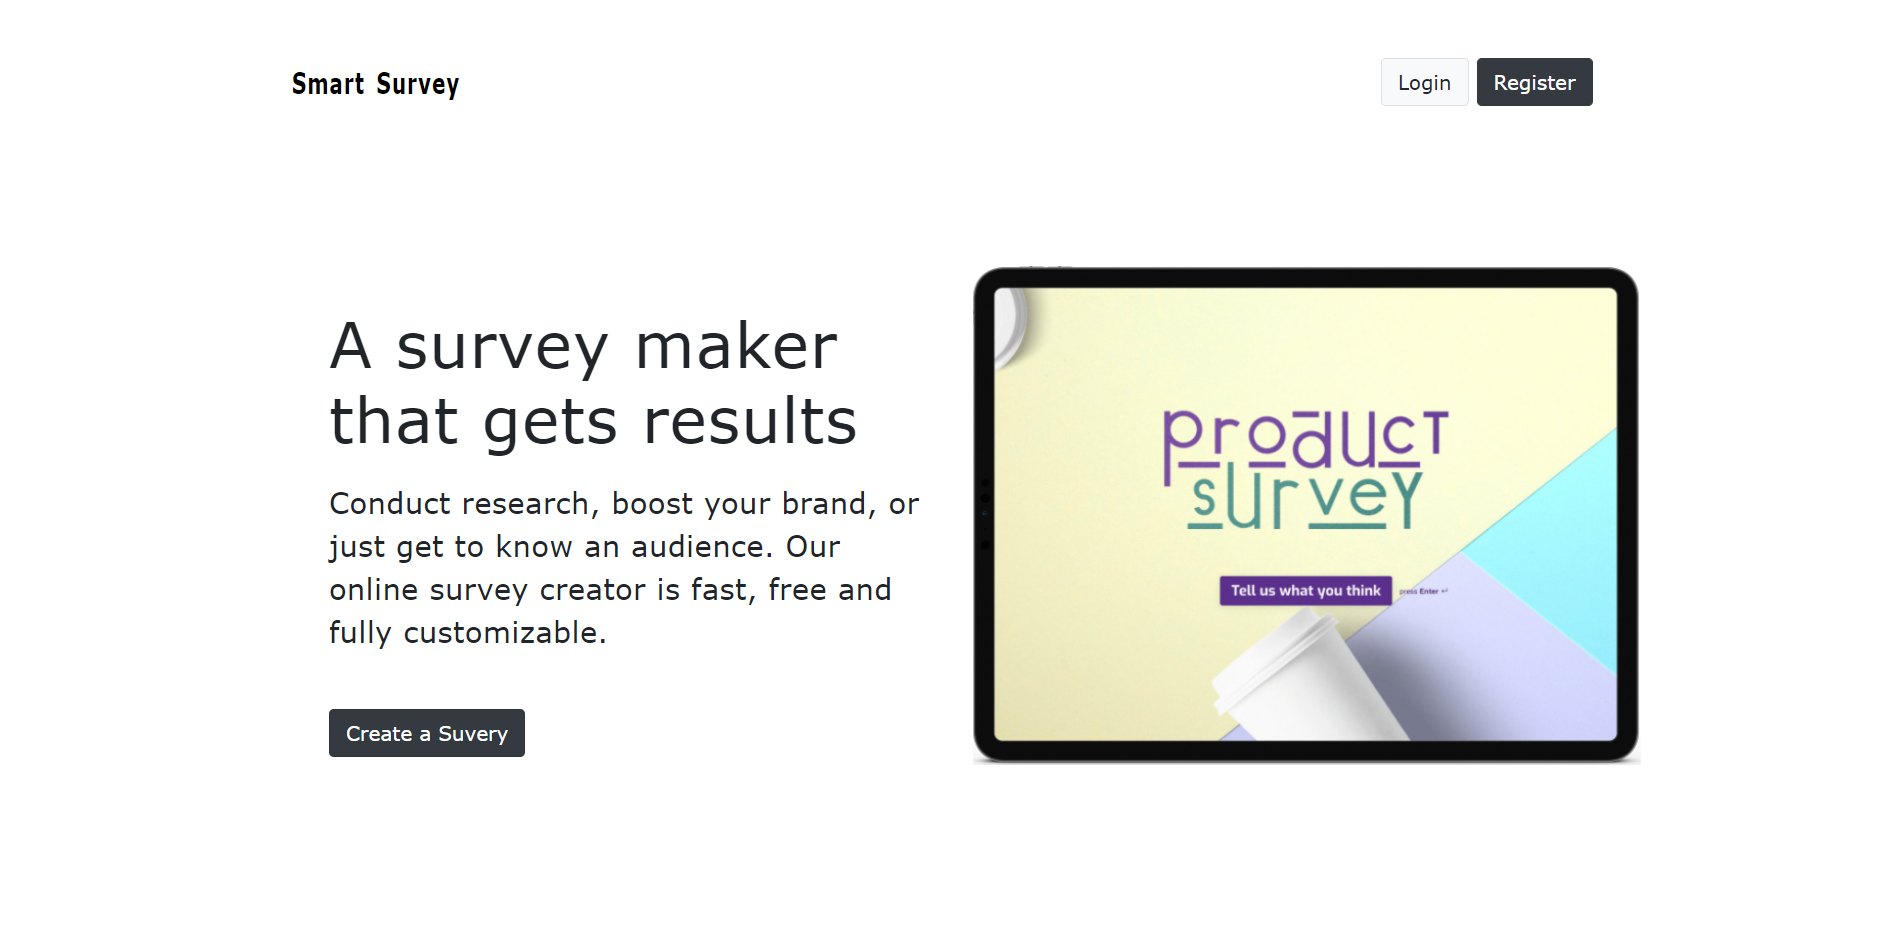 Smart Survey
Login
Register
A survey maker
that gets results
Conduct research, boost your brand, or
just get to know an audience. Our
online survey creator is fast, free and
fully customizable.
Create a Suvery
product
survey
Tell us what you think
press Enter ↵